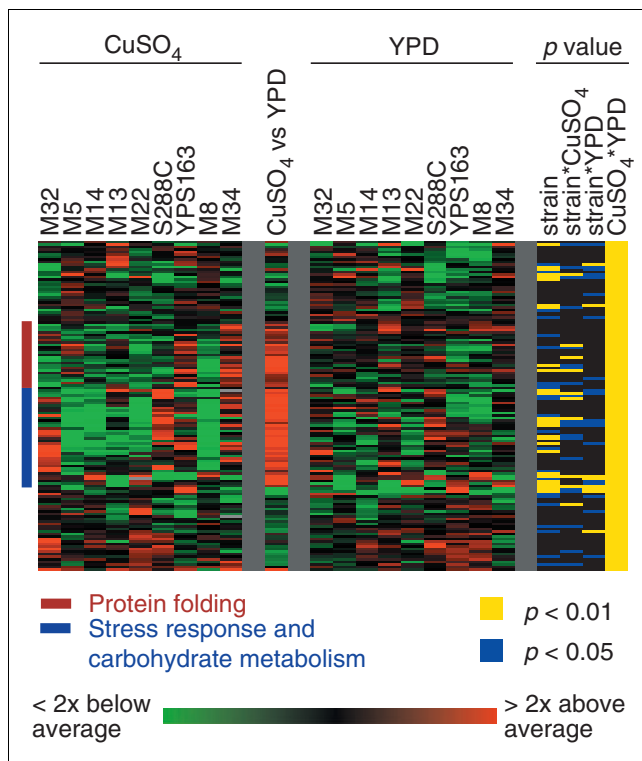 CuSO4 YPD p value
M32 M5 M14 M13 M22 S288C YPS163 M8 M34 CuSO4 vs YPD M32 M5 M14 M13 M22 S288C YPS163 M8 M34 strain strain*CuSO4 strain*YPD CuSO4*YPD
Protein folding
Stress response and
carbohydrate metabolism
p < 0.01
p < 0.05
< 2x below
average
> 2x above
average